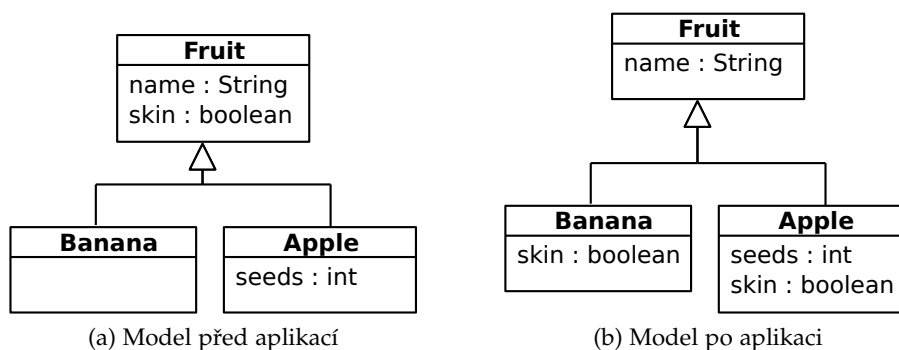 Fruit
name : String
skin : boolean
Banana
Apple
seeds : int
(a) Model před aplikací
Fruit
name : String
Banana
skin : boolean
Apple
seeds : int
skin : boolean
(b) Model po aplikaci